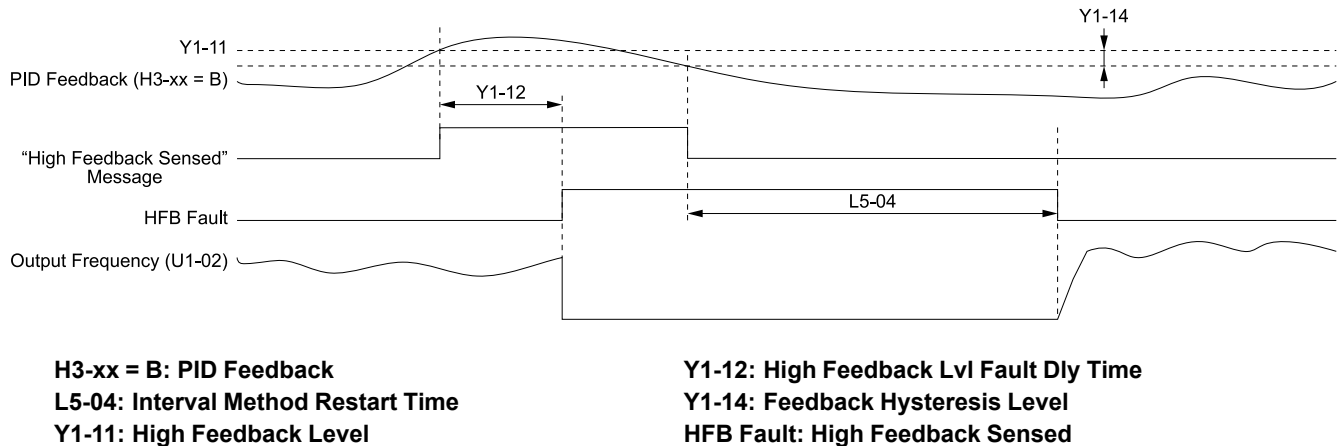 Y1-14
Y1-11
PID Feedback (H3-xx = B)
Y1-12
“High Feedback Sensed”
Message
L5-04
HFB Fault
Output Frequency (U1-02)
H3-xx = B: PID Feedback
L5-04: Interval Method Restart Time
Y1-11: High Feedback Level
Y1-12: High Feedback Lvl Fault Dly Time
Y1-14: Feedback Hysteresis Level
HFB Fault: High Feedback Sensed